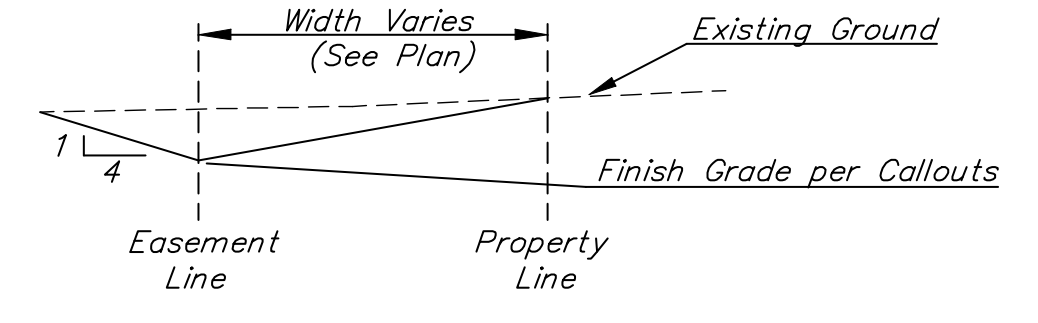 Width Varies
(See Plan)
Existing Ground
1
4
Finish Grade per Callouts
Easement
Line
Property
Line